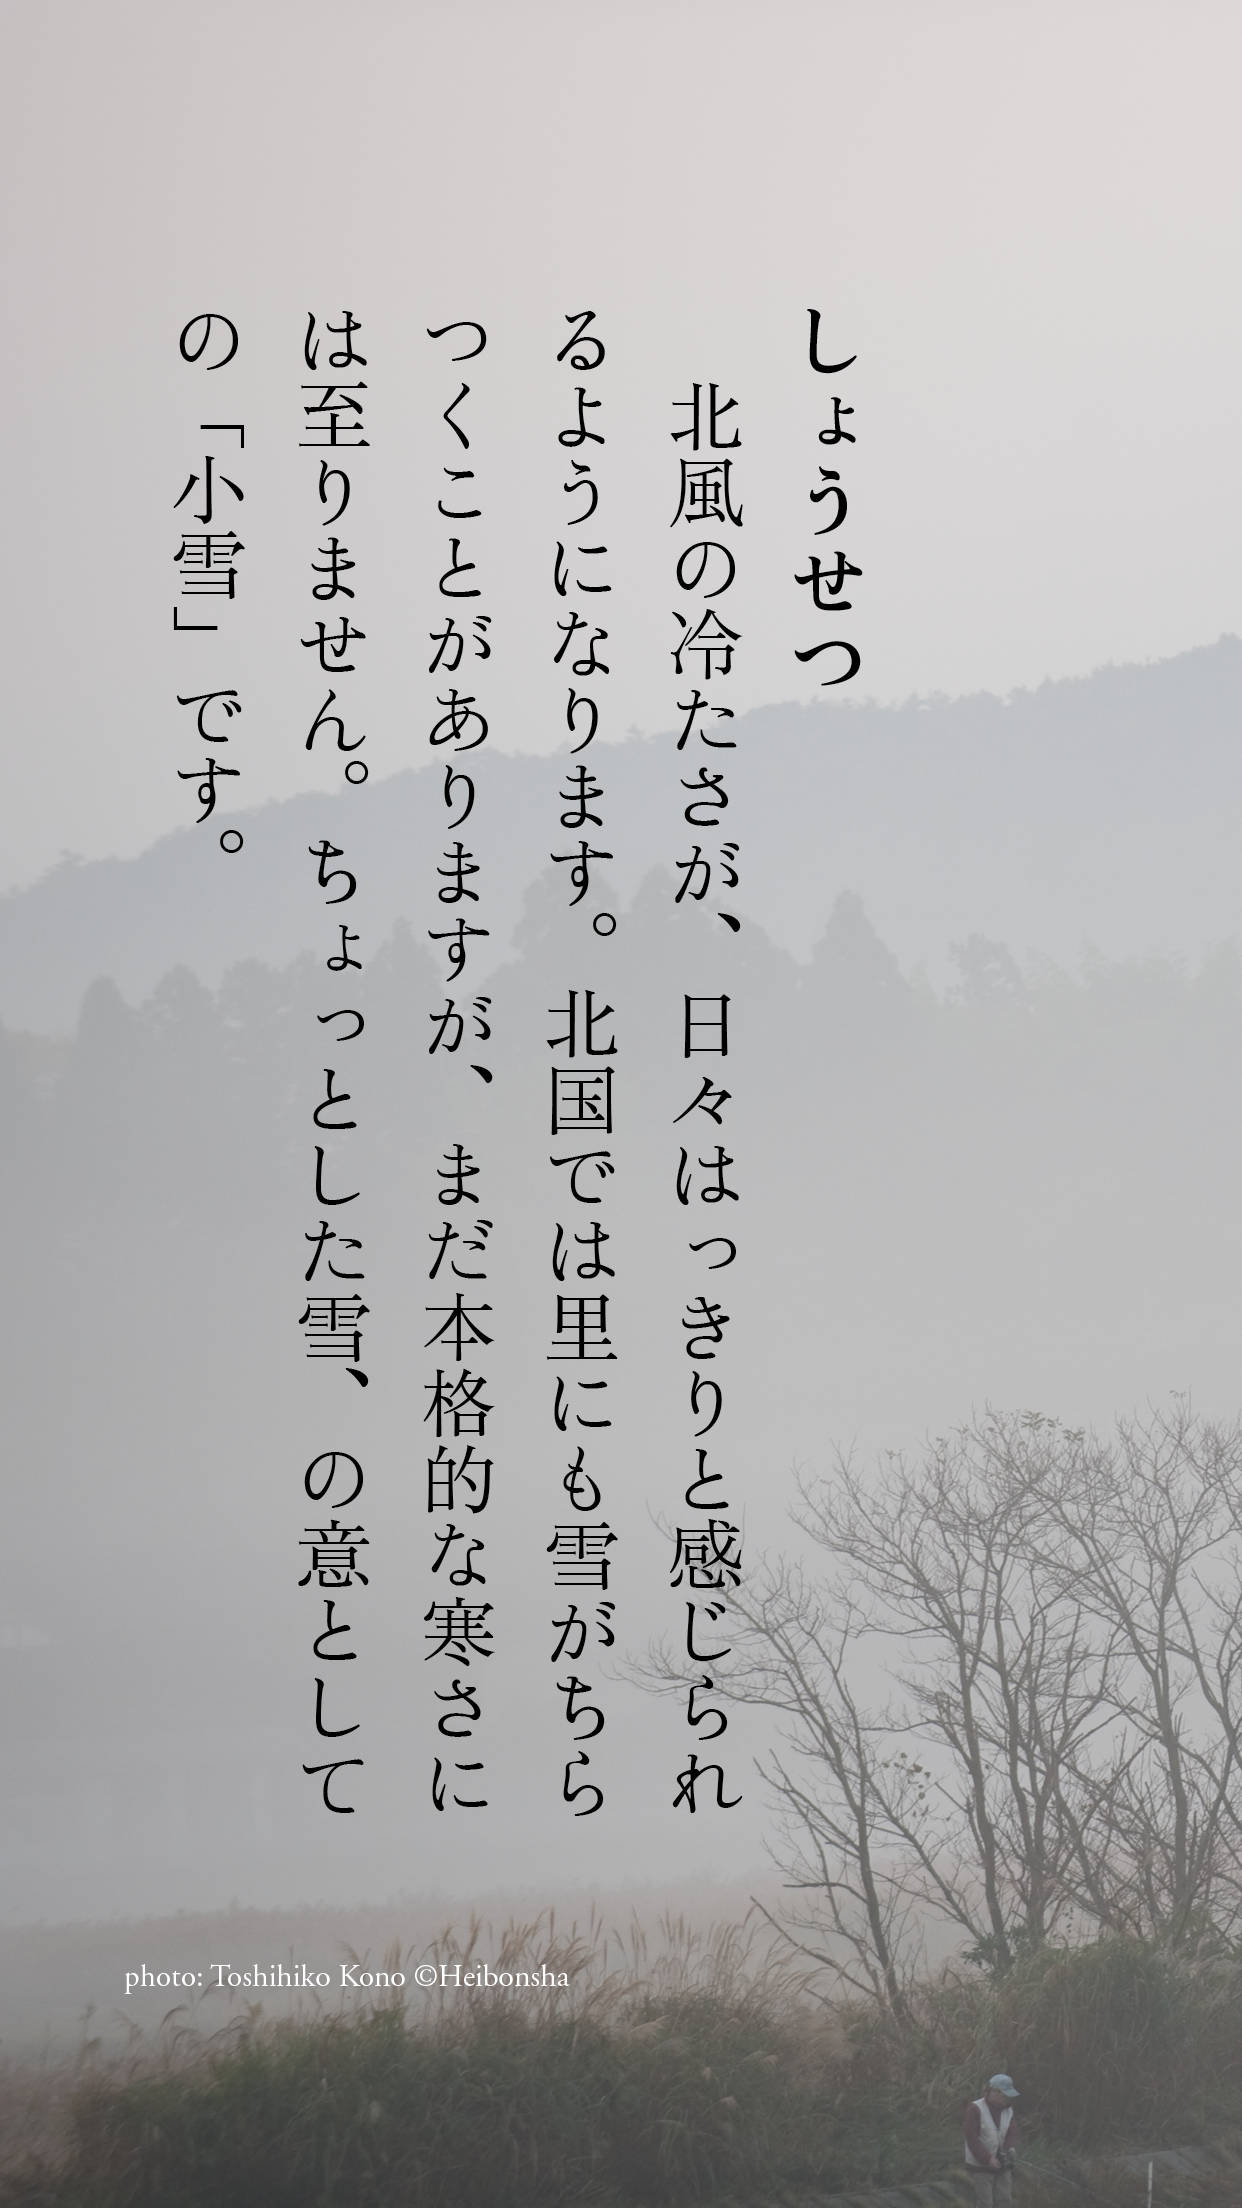 しょうせつ
北風の冷たさが、日々はっきりと感じられ
るようになります。北国では里にも雪がちら
つくことがありますが、まだ本格的な寒さに
は至りません。ちょっとした雪、の意として
の「小雪」です。
photo: Toshihiko Kono ©Heibonsha